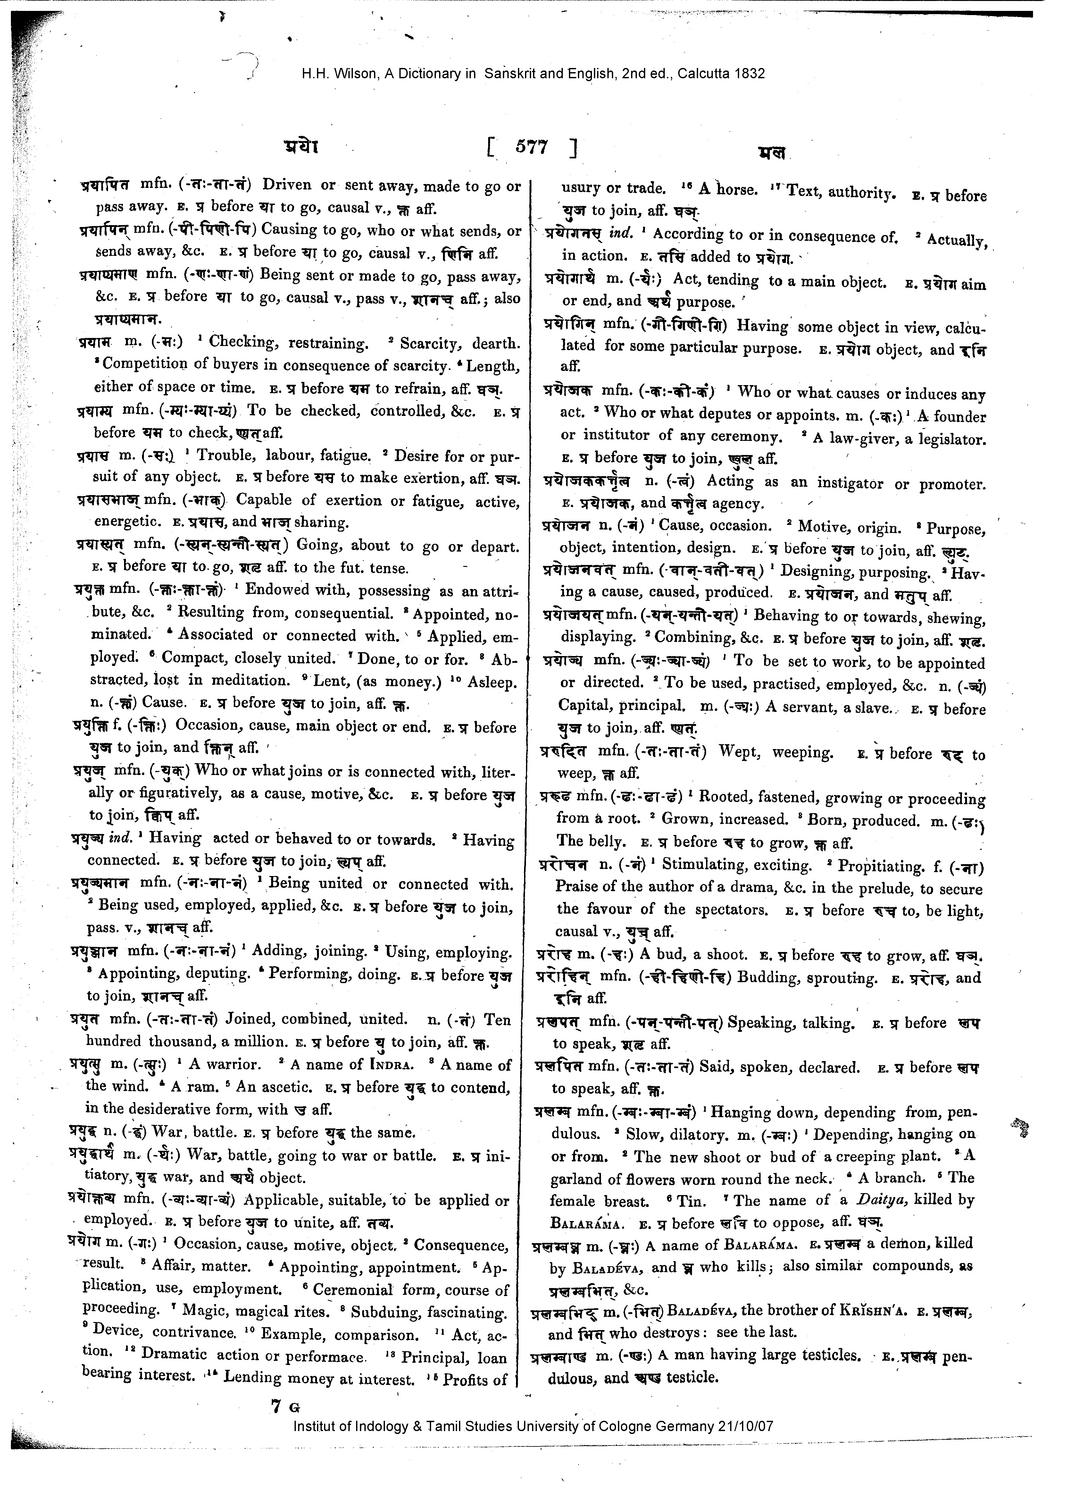 H.H. Wilson, A Dictionary in Sanskrit and English, 2nd ed., Calcutta 1832
प्रयो
[ 577 ]
प्रल
प्रयापित mfn. (-तः-ता-तं) Driven or sent away, made to go or
pass away. E. प्र before या to go, causal v., क्त aff.
प्रयापिन् mfn. (-पी-पिणी-पि) Causing to go, who or what sends, or
sends away, &c. E. प्र before या to go, causal v., णिनि aff.
प्रयाप्यमाण mfn. (-णः-णा-णं) Being sent or made to go, pass away,
&c. E. प्र before या to go, causal v., pass v., शानच् aff.; also
प्रयाप्यमान.
प्रयाम m. (-मः) ¹ Checking, restraining. ² Scarcity, dearth.
³ Competition of buyers in consequence of scarcity. ⁴ Length,
either of space or time. E. प्र before यम to refrain, aff. घञ्.
प्रयाम्य mfn. (-म्यः-म्या-म्यं) To be checked, controlled, &c. E. प्र
before यम to check, ण्यत् aff.
प्रयास m. (-सः) ¹ Trouble, labour, fatigue. ² Desire for or pur-
suit of any object. E. प्र before यस to make exertion, aff. घञ्.
प्रयासभाज् mfn. (-भाक्) Capable of exertion or fatigue, active,
energetic. E. प्रयास, and भाज् sharing.
प्रयास्यत् mfn. (-स्यन्-स्यन्ती-स्यत्) Going, about to go or depart.
E. प्र before या to go, शतृ aff. to the fut. tense.
प्रयुक्त mfn. (-क्तः-क्ता-क्तं) ¹ Endowed with, possessing as an attri-
bute, &c. ² Resulting from, consequential. ³ Appointed, no-
minated. ⁴ Associated or connected with. ⁵ Applied, em-
ployed. ⁶ Compact, closely united. ⁷ Done, to or for. ⁸ Ab-
stracted, lost in meditation. ⁹ Lent, (as money.) ¹⁰ Asleep.
n. (-क्तं) Cause. E. प्र before युज to join, aff. क्त.
प्रयुक्ति f. (-क्तिः) Occasion, cause, main object or end. E. प्र before
युज to join, and क्तिन् aff.
प्रयुज् mfn. (-युक्) Who or what joins or is connected with, liter-
ally or figuratively, as a cause, motive, &c. E. प्र before युज
to join, क्विप् aff.
प्रयुज्य ind. ¹ Having acted or behaved to or towards. ² Having
connected. E. प्र before युज to join, ल्यप् aff.
प्रयुज्यमान mfn. (-नः-ना-नं) ¹ Being united or connected with.
² Being used, employed, applied, &c. E. प्र before युज to join,
pass. v., शानच् aff.
प्रयुञ्जान mfn. (-नः-ना-नं) ¹ Adding, joining. ² Using, employing.
³ Appointing, deputing. ⁴ Performing, doing. E. प्र before युज
to join, शानच् aff.
प्रयुत mfn. (-तः-ता-तं) Joined, combined, united. n. (-तं) Ten
hundred thousand, a million. E. प्र before यु to join, aff. क्त.
प्रयुत्सु m. (-त्सुः) ¹ A warrior. ² A name of INDRA. ³ A name of
the wind. ⁴ A ram. ⁵ An ascetic. E. प्र before युद्ध to contend,
in the desiderative form, with उ aff.
प्रयुद्ध n. (-द्धं) War, battle. E. प्र before युद्ध the same.
प्रयुद्धार्थ m. (-र्थः) War, battle, going to war or battle. E. प्र ini-
tiatory, युद्ध war, and अर्थ object.
प्रयोक्तव्य mfn. (-व्यः-व्या-व्यं) Applicable, suitable, to be applied or
employed. E. प्र before युज to unite, aff. तव्य.
प्रयोग m. (-गः) ¹ Occasion, cause, motive, object. ² Consequence,
result. ³ Affair, matter. ⁴ Appointing, appointment. ⁵ Ap-
plication, use, employment. ⁶ Ceremonial form, course of
proceeding. ⁷ Magic, magical rites. ⁸ Subduing, fascinating.
⁹ Device, contrivance. ¹⁰ Example, comparison. ¹¹ Act, ac-
tion. ¹² Dramatic action or performace. ¹³ Principal, loan
bearing interest. ¹⁴ Lending money at interest. ¹⁵ Profits of
usury or trade. ¹⁶ A horse. ¹⁷ Text, authority. E. प्र before
युज to join, aff. घञ्.
प्रयोगतस् ind. ¹ According to or in consequence of. ² Actually,
in action. E. तसि added to प्रयोग.
प्रयोगार्थ m. (-र्थः) Act, tending to a main object. E. प्रयोग aim
or end, and अर्थ purpose.
प्रयोगिन् mfn. (-गी-गिणी-गि) Having some object in view, calcu-
lated for some particular purpose. E. प्रयोग object, and इनि
aff.
प्रयोजक mfn. (-कः-की-कं) ¹ Who or what causes or induces any
act. ² Who or what deputes or appoints. m. (-कः) ¹ A founder
or institutor of any ceremony. ² A law-giver, a legislator.
E. प्र before युज to join, ण्वुल् aff.
प्रयोजककर्त्तृत्व n. (-त्वं) Acting as an instigator or promoter.
E. प्रयोजक, and कर्त्तृत्व agency.
प्रयोजन n. (-नं) ¹ Cause, occasion. ² Motive, origin. ³ Purpose,
object, intention, design. E. प्र before युज to join, aff. ल्युट्.
प्रयोजनवत् mfn. (-वान्-वती-वत्) ¹ Designing, purposing. ² Hav-
ing a cause, caused, produced. E. प्रयोजन, and मतुप् aff.
प्रयोजयत् mfn. (-यन्-यन्ती-यत्) ¹ Behaving to or towards, shewing,
displaying. ² Combining, &c. E. प्र before युज to join, aff. शतृ.
प्रयोज्य mfn. (-ज्यः-ज्या-ज्यं) ¹ To be set to work, to be appointed
or directed. ² To be used, practised, employed, &c. n. (-ज्यं)
Capital, principal. m. (-ज्यः) A servant, a slave. E. प्र before
युज to join, aff. ण्यत्.
प्ररुदित mfn. (-तः-ता-तं) Wept, weeping. E. प्र before रुद to
weep, क्त aff.
प्ररूढ mfn. (-ढः-ढा-ढं) ¹ Rooted, fastened, growing or proceeding
from a root. ² Grown, increased. ³ Born, produced. m. (-ढः)
The belly. E. प्र before रुह to grow, क्त aff.
प्ररोचन n. (-नं) ¹ Stimulating, exciting. ² Propitiating. f. (-ना)
Praise of the author of a drama, &c. in the prelude, to secure
the favour of the spectators. E. प्र before रुच to, be light,
causal v., युच् aff.
प्ररोह m. (-हः) A bud, a shoot. E. प्र before रुह to grow, aff. घञ्.
प्ररोहिन् mfn. (-ही-हिणी-हि) Budding, sprouting. E. प्ररोह, and
इनि aff.
प्रलपत् mfn. (-पन्-पन्ती-पत्) Speaking, talking. E. प्र before लप
to speak, शतृ aff.
प्रलपित mfn. (-तः-ता-तं) Said, spoken, declared. E. प्र before लप
to speak, aff. क्त.
प्रलम्ब mfn. (-म्बः-म्बा-म्बं) ¹ Hanging down, depending from, pen-
dulous. ² Slow, dilatory. m. (-म्बः) ¹ Depending, hanging on
or from. ² The new shoot or bud of a creeping plant. ³ A
garland of flowers worn round the neck. ⁴ A branch. ⁵ The
female breast. ⁶ Tin. ⁷ The name of a Daitya, killed by
BALARÁMA. E. प्र before लवि to oppose, aff. घञ्.
प्रलम्बघ्न m. (-घ्नः) A name of BALARÁMA. E. प्रलम्ब a demon, killed
by BALADÉVA, and घ्न who kills; also similar compounds, as
प्रलम्बभित्, &c.
प्रलम्बभिद् m. (-भित्) BALADÉVA, the brother of KRĬSHN'A. E. प्रलम्ब,
and भित् who destroys: see the last.
प्रलम्बाण्ड m. (-ण्डः) A man having large testicles. E. प्रलम्ब pen-
dulous, and अण्ड testicle.
7 G
Institut of Indology & Tamil Studies University of Cologne Germany 21/10/07